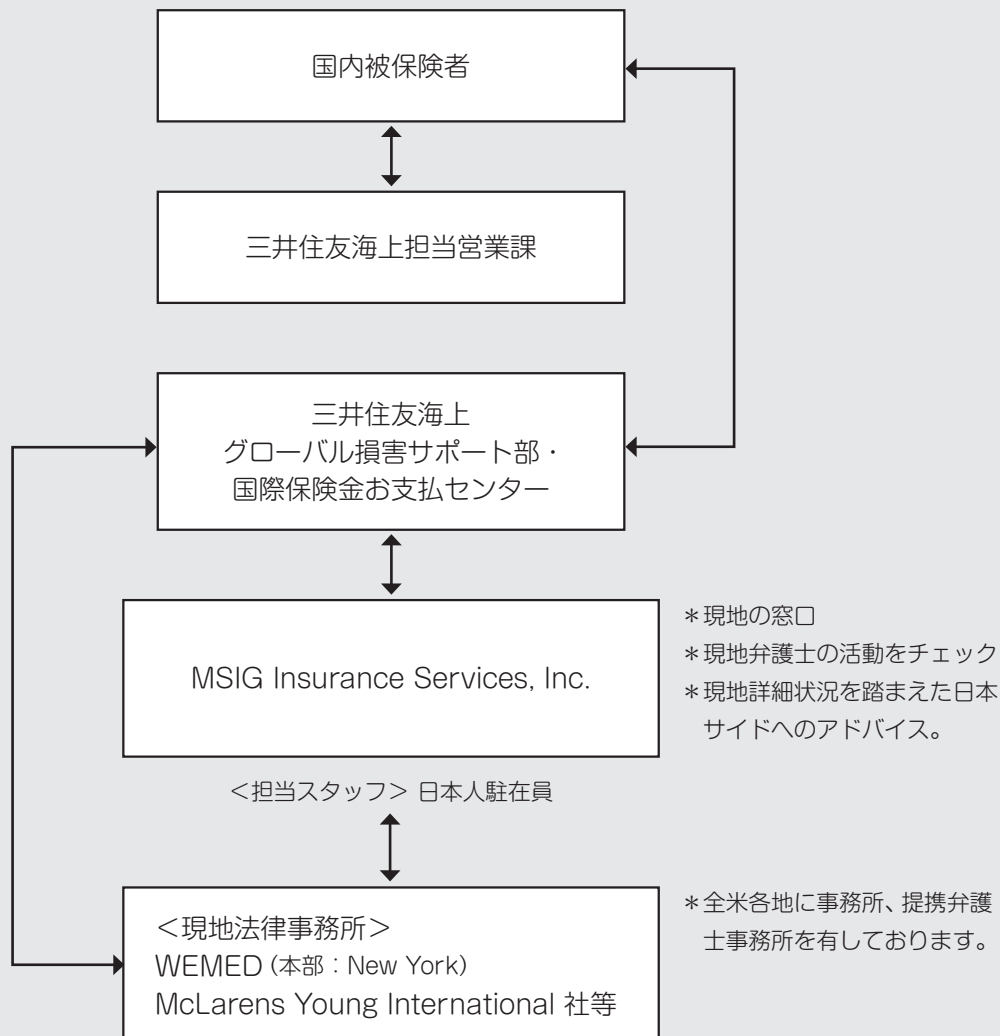 国内被保険者
三井住友海上担当営業課
三井住友海上
グローバル損害サポート部・
国際保険金お支払センター
MSIG Insurance Services, Inc.
＊現地の窓口
＊現地弁護士の活動をチェック
＊現地詳細状況を踏まえた日本
サイドへのアドバイス。
＜担当スタッフ＞ 日本人駐在員
＜現地法律事務所＞
WEMED (本部：New York)
McLarens Young International 社等
＊全米各地に事務所、提携弁護
士事務所を有しております。